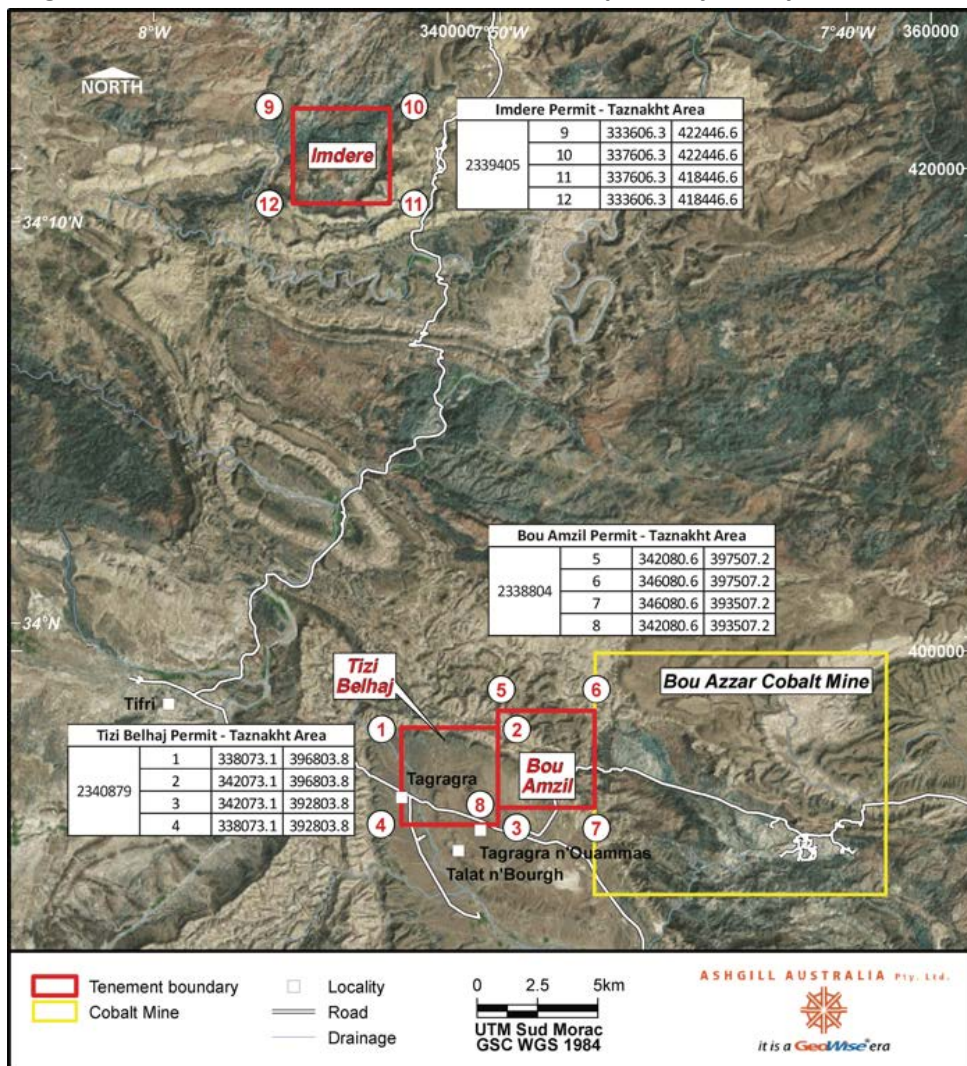 8°W
340000
7°50'W
7°40'W
360000
NORTH
9
10
Imdere
12
11
Imdere Permit - Taznakht Area
2339405
9 333606.3 422446.6
10 337606.3 422446.6
11 337606.3 418446.6
12 333606.3 418446.6
420000
34°10'N
Bou Amzil Permit - Taznakht Area
2338804
5 342080.6 397507.2
6 346080.6 397507.2
7 346080.6 393507.2
8 342080.6 393507.2
34°N
400000
Tizi
Belhaj
Bou Azzar Cobalt Mine
5
6
Tifri
1
2
Tizi Belhaj Permit - Taznakht Area
2340879
1 338073.1 396803.8
2 342073.1 396803.8
3 342073.1 392803.8
4 338073.1 392803.8
Bou
Amzil
Tagragra
8
4
3
7
Tagragra n'Ouammas
Talat n'Bourgh
Tenement boundary
Cobalt Mine
Locality
Road
Drainage
0 2.5 5km
UTM Sud Moroc
GSC WGS 1984
ASHGILL AUSTRALIA Pty. Ltd.
it is a GeoWise era